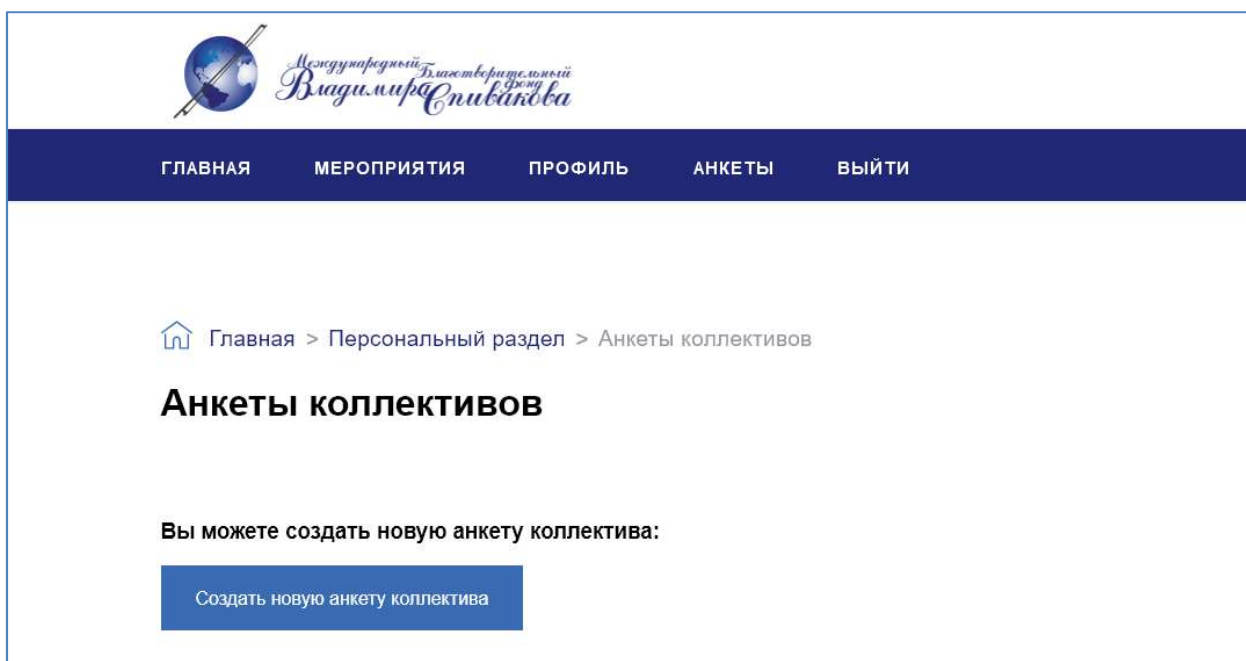 Международный Благотворительный
фонд
Владимира Спивакова
ГЛАВНАЯ МЕРОПРИЯТИЯ ПРОФИЛЬ АНКЕТЫ ВЫЙТИ
Главная > Персональный раздел > Анкеты коллективов
Анкеты коллективов
Вы можете создать новую анкету коллектива:
Создать новую анкету коллектива